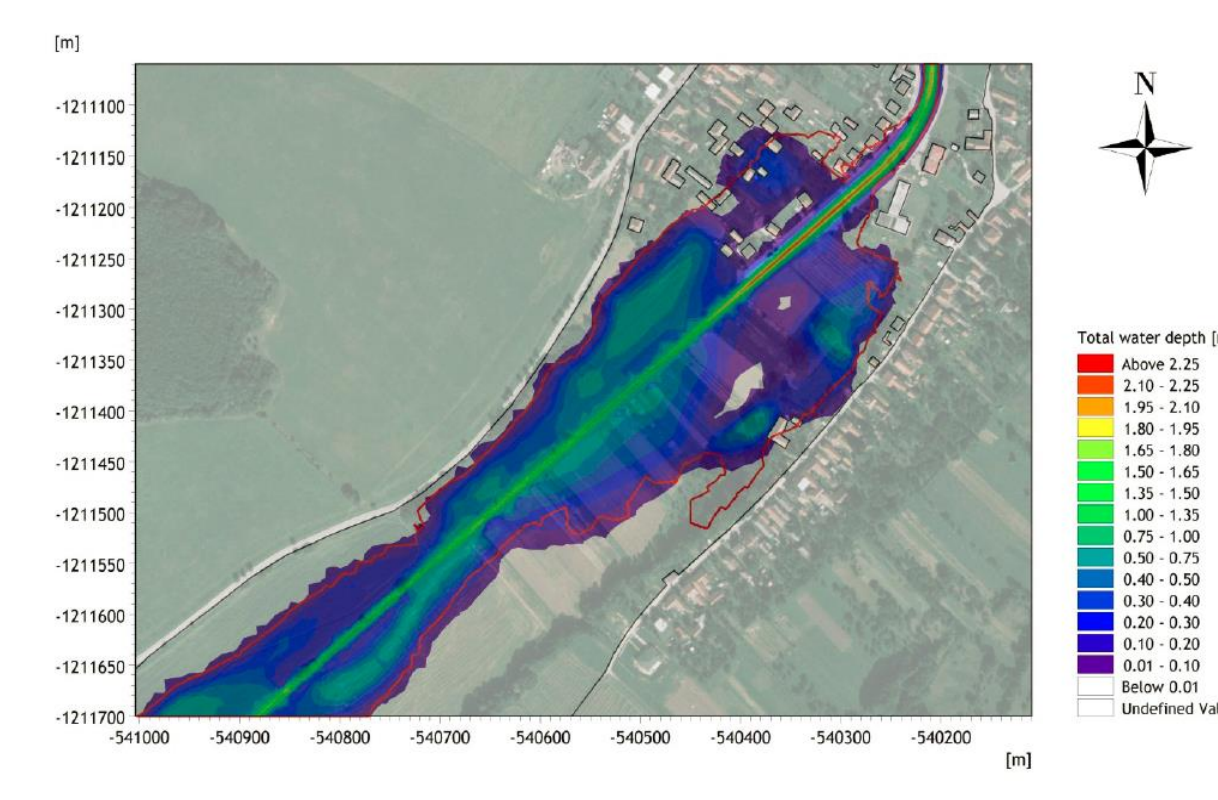 [m]
N
-1211100
-1211150
-1211200
-1211250
-1211300
-1211350
-1211400
-1211450
-1211500
-1211550
-1211600
-1211650
-1211700
-541000
-540900
-540800
-540700
-540600
-540500
-540400
-540300
-540200
[m]
Total water depth [
Above 2.25
2.10 - 2.25
1.95 - 2.10
1.80 - 1.95
1.65 - 1.80
1.50 - 1.65
1.35 - 1.50
1.00 - 1.35
0.75 - 1.00
0.50 - 0.75
0.40 - 0.50
0.30 - 0.40
0.20 - 0.30
0.10 - 0.20
0.01 - 0.10
Below 0.01
Undefined Val